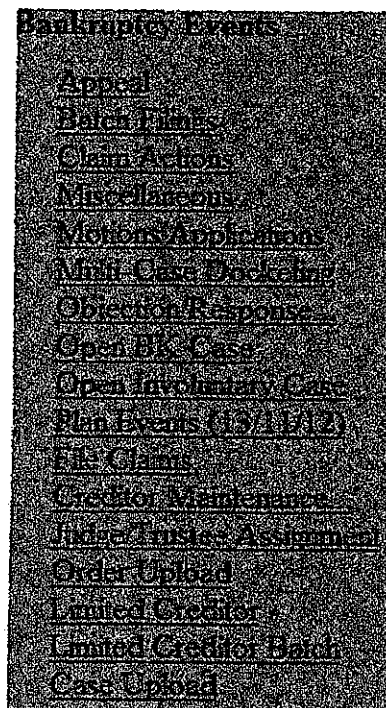 Bankruptcy Events
Appeal
Batch Filings
Claim Actions
Miscellaneous
Motions/Applications
Multi-Case Docketing
Objection/Response...
Open BK Case
Open Involuntary Case
Plan Events (13/11/12)
File Claims
Creditor Maintenance...
Judge/Trustee Assignment
Order Upload
Limited Creditor
Limited Creditor Batch
Case Upload